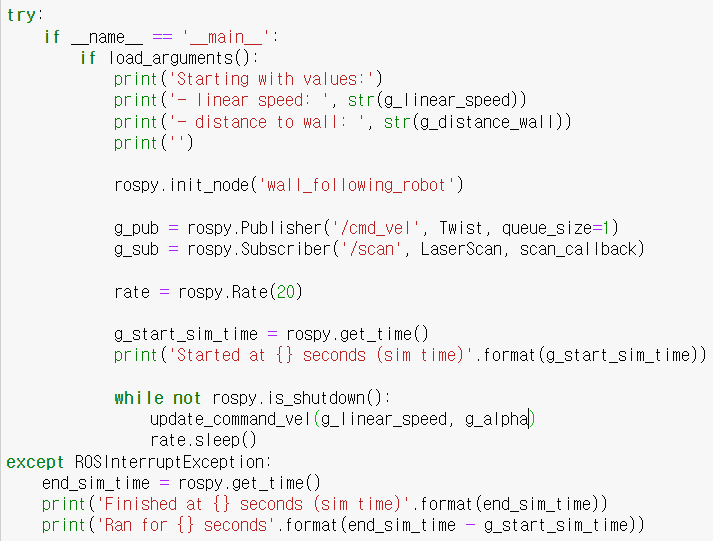 try:
    if __name__ == '__main__':
        if load_arguments():
            print('Starting with values:')
            print('- linear speed: ', str(g_linear_speed))
            print('- distance to wall: ', str(g_distance_wall))
            print('')

            rospy.init_node('wall_following_robot')

            g_pub = rospy.Publisher('/cmd_vel', Twist, queue_size=1)
            g_sub = rospy.Subscriber('/scan', LaserScan, scan_callback)

            rate = rospy.Rate(20)

            g_start_sim_time = rospy.get_time()
            print('Started at {} seconds (sim time)'.format(g_start_sim_time))

            while not rospy.is_shutdown():
                update_command_vel(g_linear_speed, g_alpha)
                rate.sleep()
except ROSInterruptException:
    end_sim_time = rospy.get_time()
    print('Finished at {} seconds (sim time)'.format(end_sim_time))
    print('Ran for {} seconds'.format(end_sim_time - g_start_sim_time))